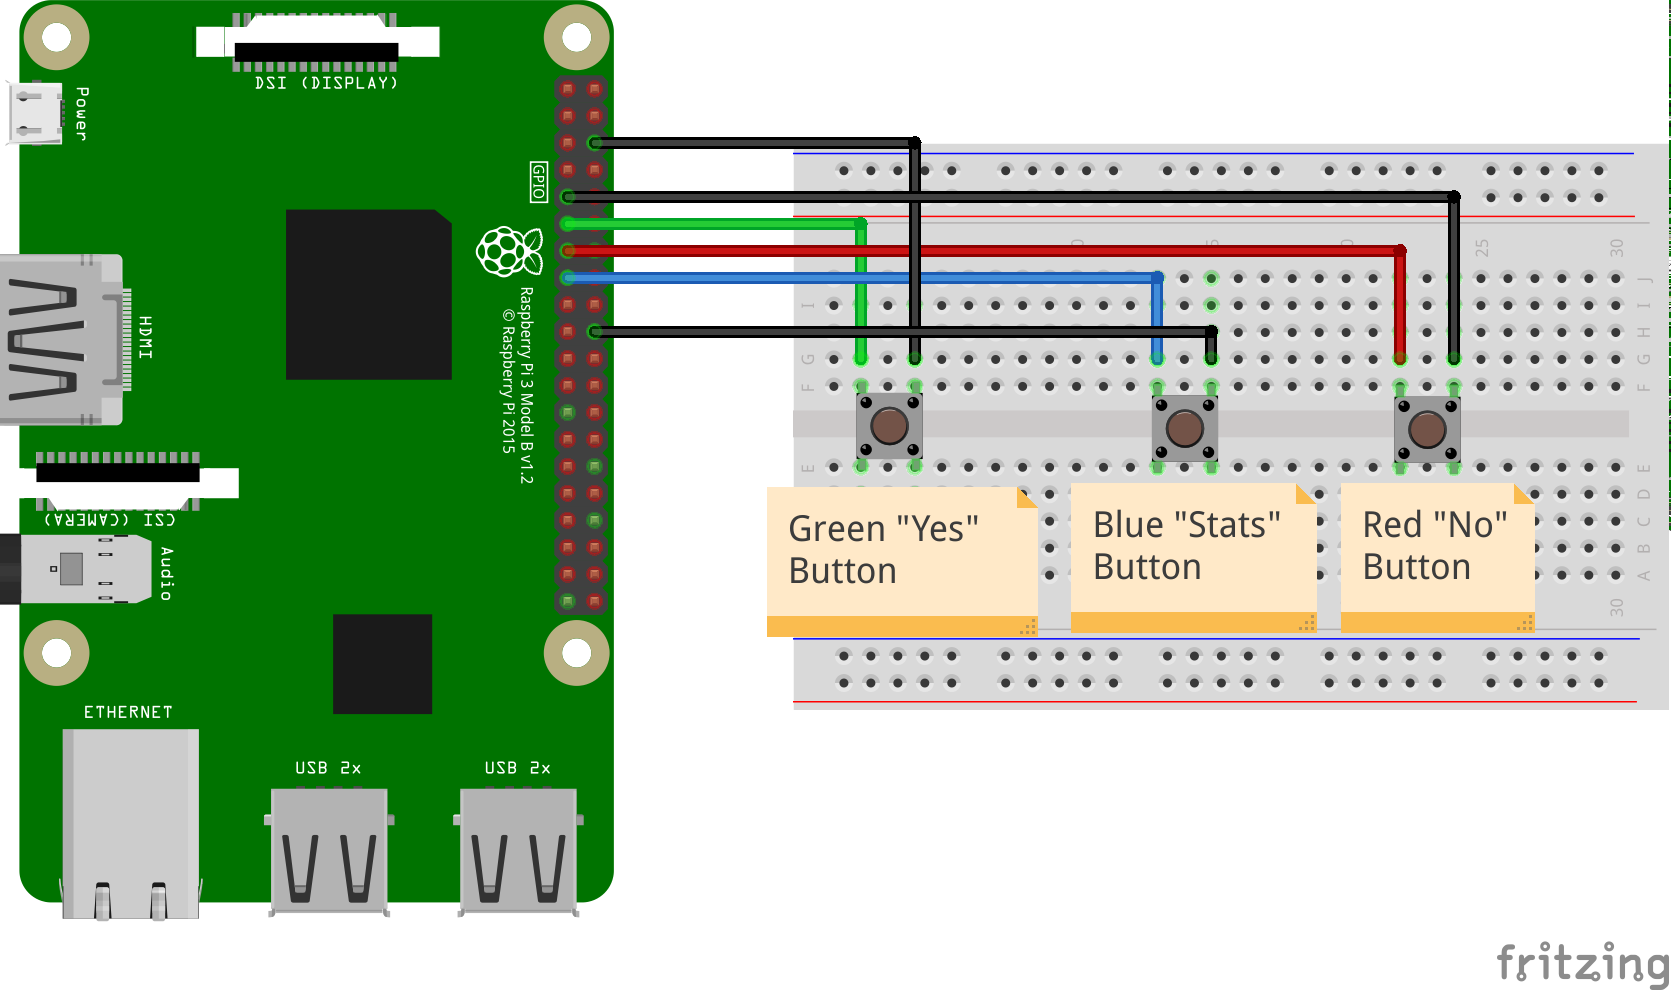 DSI (DISPLAY)
Power
GPIO
Raspberry Pi 3 Model B v1.2
© Raspberry Pi 2015
HDMI
CSI (CAMERA)
Audio
ETHERNET
USB 2x
USB 2x
25
30
J
I
I
H
H
G
G
F
F
E
E
D
C
B
A
30
Green "Yes"
Button
Blue "Stats"
Button
Red "No"
Button
fritzing